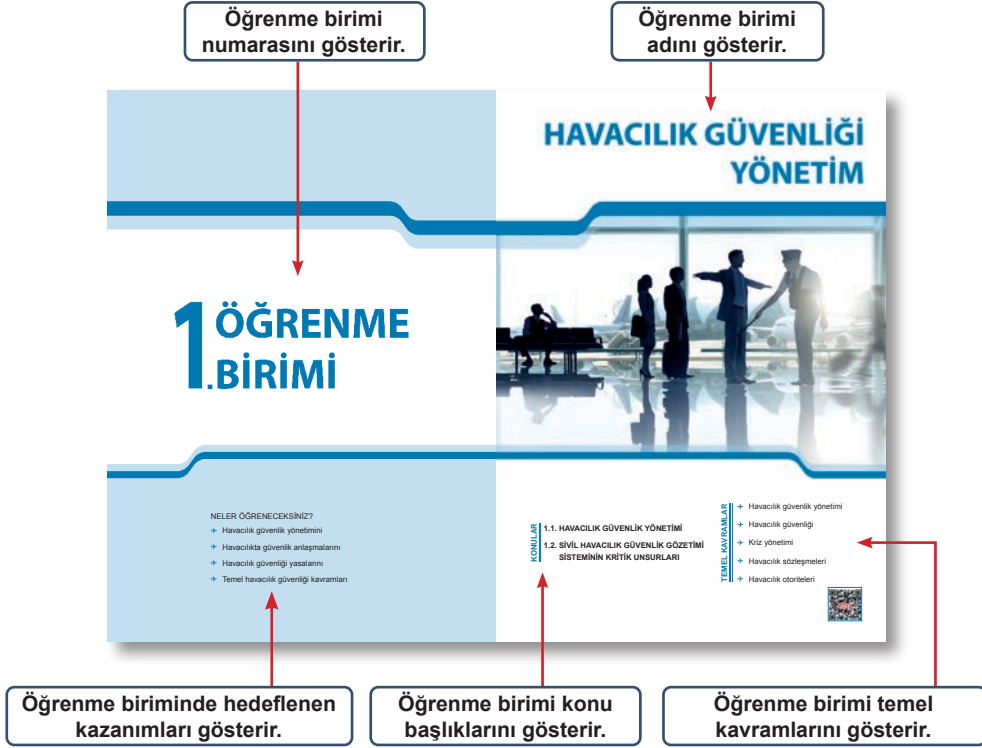 Öğrenme birimi
numarasını gösterir.
Öğrenme birimi
adını gösterir.
HAVACILIK GÜVENLİĞİ
YÖNETİM
1.ÖĞRENME
BİRİMİ
NELER ÖĞRENECEKSİNİZ?
Havacılık güvenlik yönetimini
Havacılıkta güvenlik anlaşmalarını
Havacılık güvenliği yasalarını
Temel havacılık güvenliği kavramları
KONULAR
1.1. HAVACILIK GÜVENLİK YÖNETİMİ
1.2. SİVİL HAVACILIK GÜVENLİK GÖZETİMİ
SİSTEMİNİN KRİTİK UNSURLARI
TEMEL KAVRAMLAR
Havacılık güvenlik yönetimi
Havacılık güvenliği
Kriz yönetimi
Havacılık sözleşmeleri
Havacılık otoriteleri
Öğrenme biriminde hedeflenen
kazanımları gösterir.
Öğrenme birimi konu
başlıklarını gösterir.
Öğrenme birimi temel
kavramlarını gösterir.